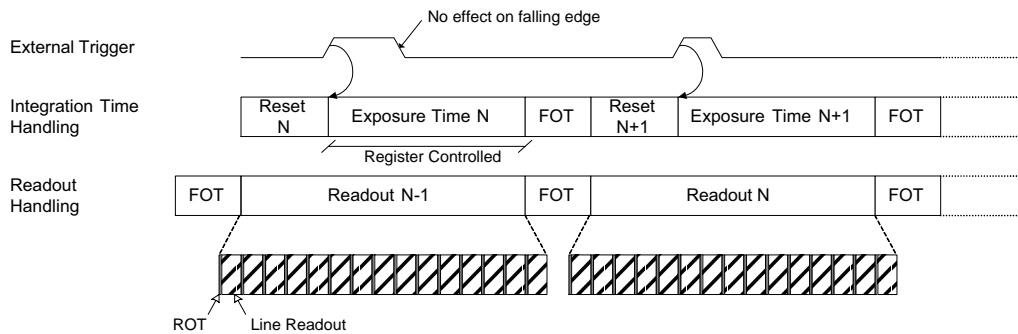 No effect on falling edge
External Trigger
Integration Time
Handling
Reset
N
Exposure Time N
FOT
Reset
N+1
Exposure Time N+1
FOT
Register Controlled
Readout
Handling
FOT
Readout N-1
FOT
Readout N
FOT
ROT
Line Readout